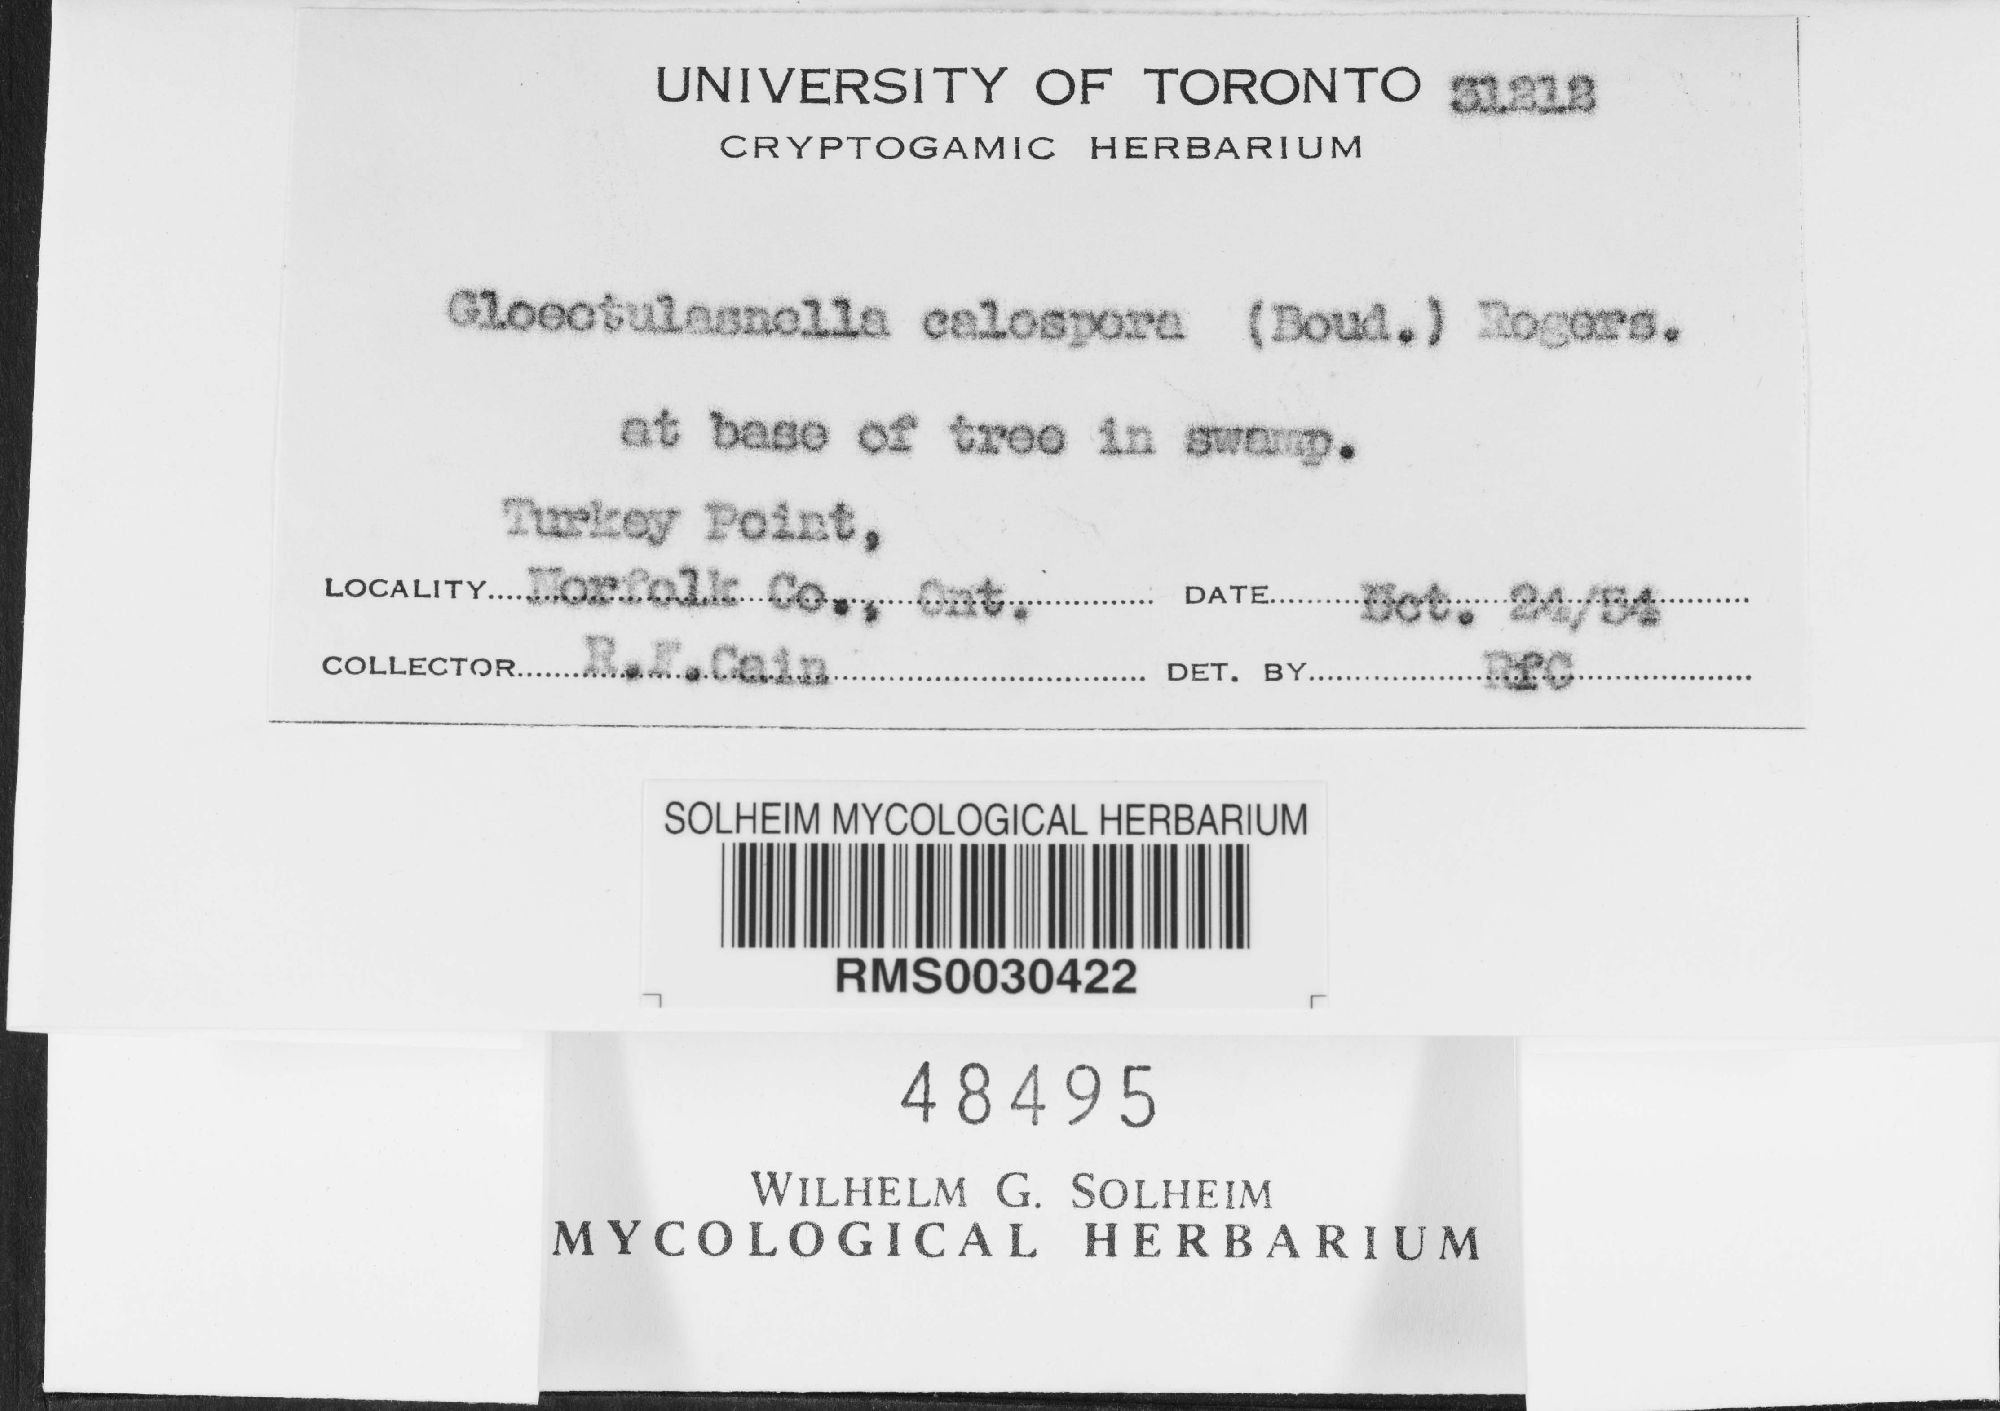 UNIVERSITY OF TORONTO 31212
CRYPTOGAMIC HERBARIUM
Gloeotulasnella calospora (Boud.) Rogers.
at base of tree in swamp.
Turkey Point,
LOCALITY Norfolk Co., Ont. DATE Oct. 24/54
COLLECTOR R.F.Cain DET. BY RFC
SOLHEIM MYCOLOGICAL HERBARIUM
RMS0030422
48495
WILHELM G. SOLHEIM
MYCOLOGICAL HERBARIUM